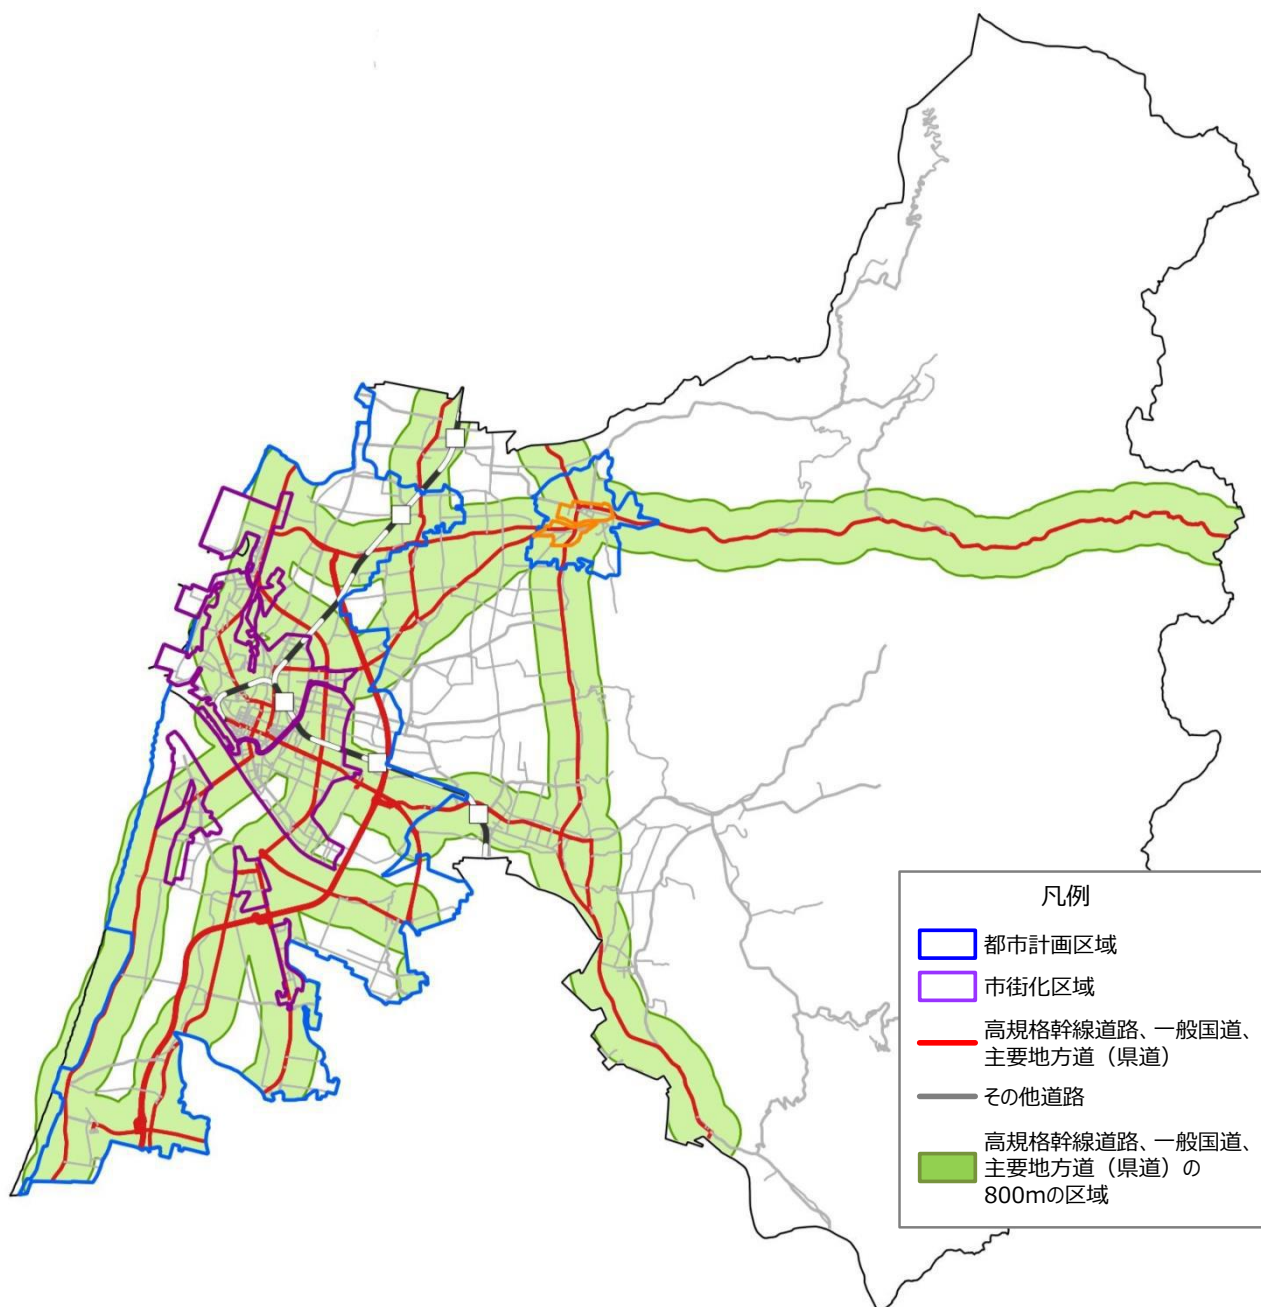 凡例
都市計画区域
市街化区域
高規格幹線道路、一般国道、
主要地方道（県道）
その他道路
高規格幹線道路、一般国道、
主要地方道（県道）の
800mの区域